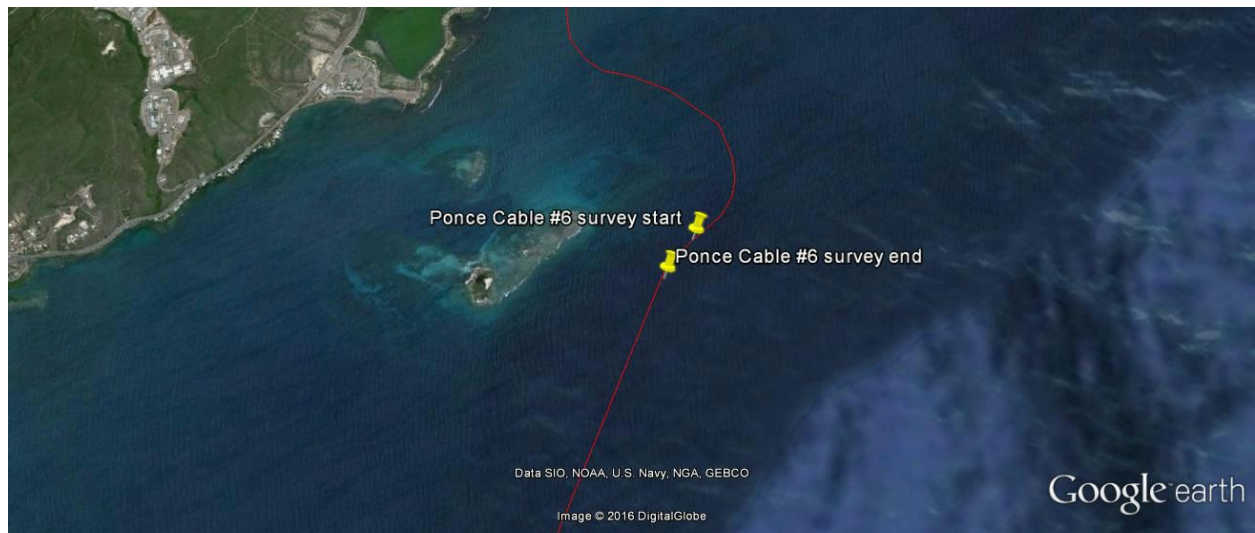 Ponce Cable #6 survey start
Ponce Cable #6 survey end
Data SIO, NOAA, U.S. Navy, NGA, GEBCO
Image © 2016 DigitalGlobe
Google earth